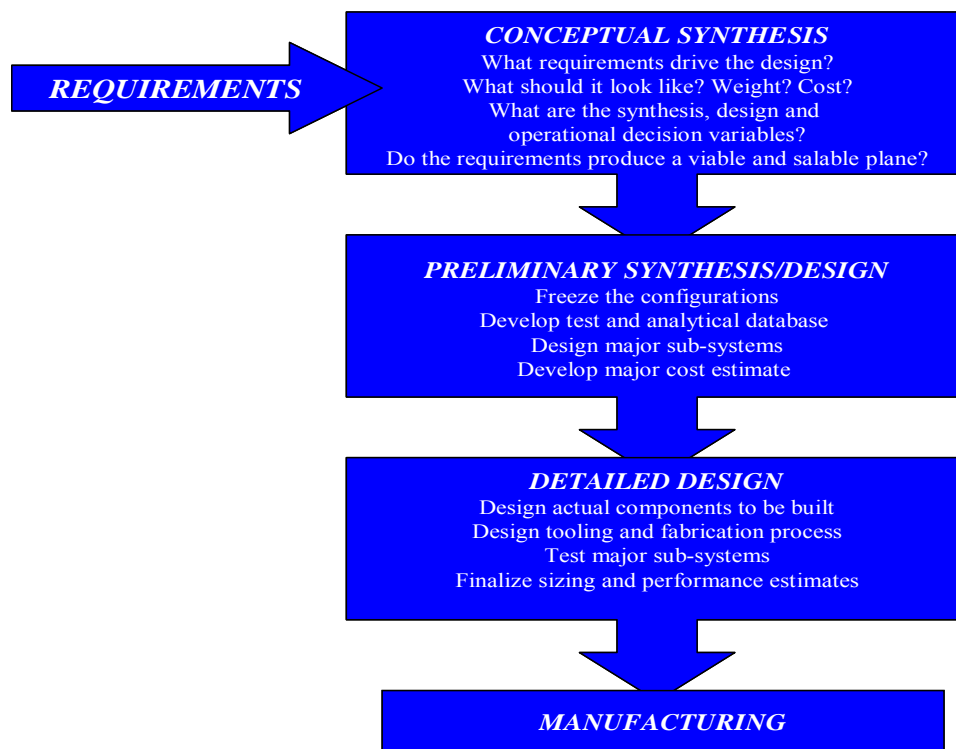 REQUIREMENTS
CONCEPTUAL SYNTHESIS
What requirements drive the design?
What should it look like? Weight? Cost?
What are the synthesis, design and
operational decision variables?
Do the requirements produce a viable and salable plane?
PRELIMINARY SYNTHESIS/DESIGN
Freeze the configurations
Develop test and analytical database
Design major sub-systems
Develop major cost estimate
DETAILED DESIGN
Design actual components to be built
Design tooling and fabrication process
Test major sub-systems
Finalize sizing and performance estimates
MANUFACTURING